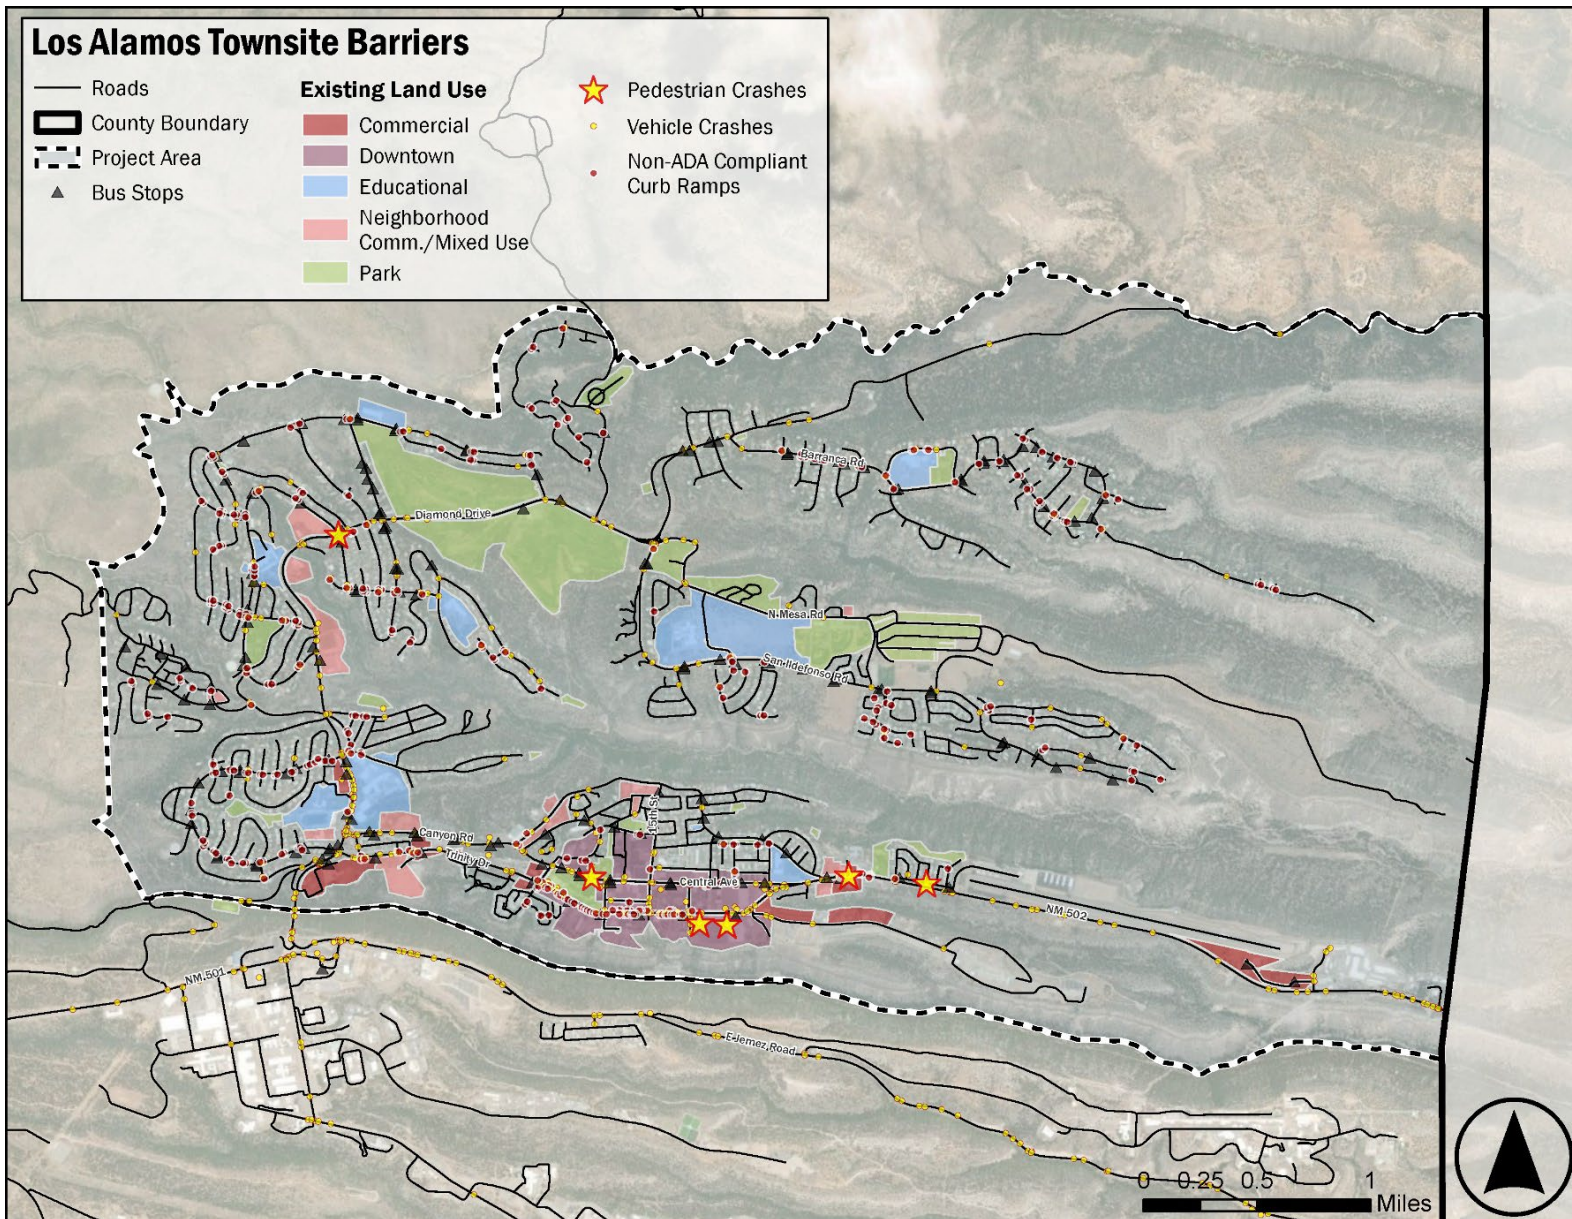 Los Alamos Townsite Barriers
Roads
County Boundary
Project Area
Bus Stops
Existing Land Use
Commercial
Downtown
Educational
Neighborhood
Comm./Mixed Use
Park
Pedestrian Crashes
Vehicle Crashes
Non-ADA Compliant
Curb Ramps
Barranca Rd
Diamond Drive
N Mesa Rd
San Ildefonso Rd
15th St
Canyon Rd
Trinity Dr
Central Ave
NM 502
NM 501
E Jemez Road
0 0.25 0.5 1
Miles